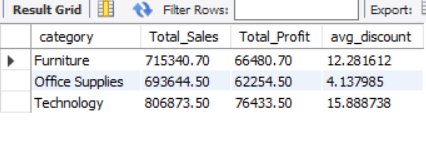 Result Grid Filter Rows: Export:
category Total_Sales Total_Profit avg_discount
Furniture 715340.70 66480.70 12.281612
Office Supplies 693644.50 62254.50 4.137985
Technology 806873.50 76433.50 15.888738